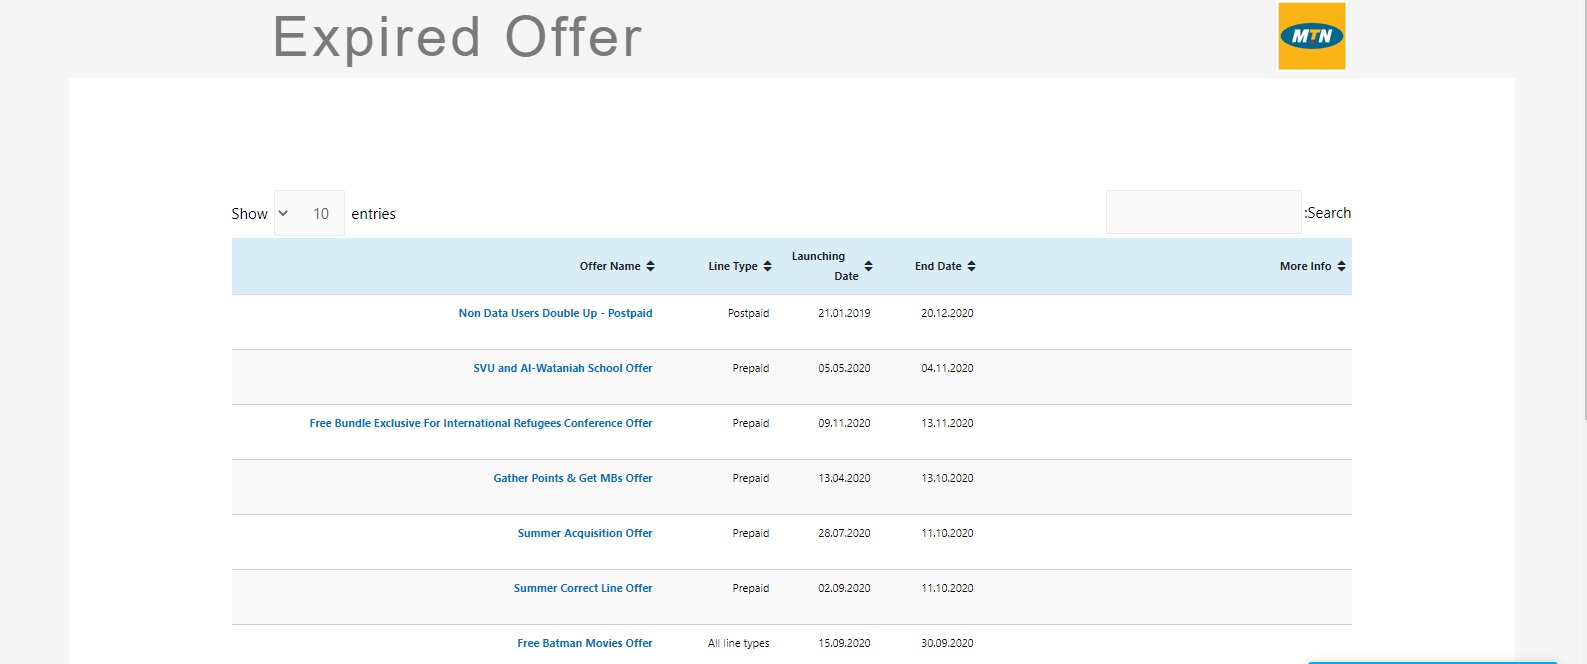 Expired Offer
MTN
Show 10 entries
:Search
Offer Name Line Type Launching Date End Date More Info
Non Data Users Double Up - Postpaid Postpaid 21.01.2019 20.12.2020
SVU and Al-Wataniah School Offer Prepaid 05.05.2020 04.11.2020
Free Bundle Exclusive For International Refugees Conference Offer Prepaid 09.11.2020 13.11.2020
Gather Points & Get MBs Offer Prepaid 13.04.2020 13.10.2020
Summer Acquisition Offer Prepaid 28.07.2020 11.10.2020
Summer Correct Line Offer Prepaid 02.09.2020 11.10.2020
Free Batman Movies Offer All line types 15.09.2020 30.09.2020